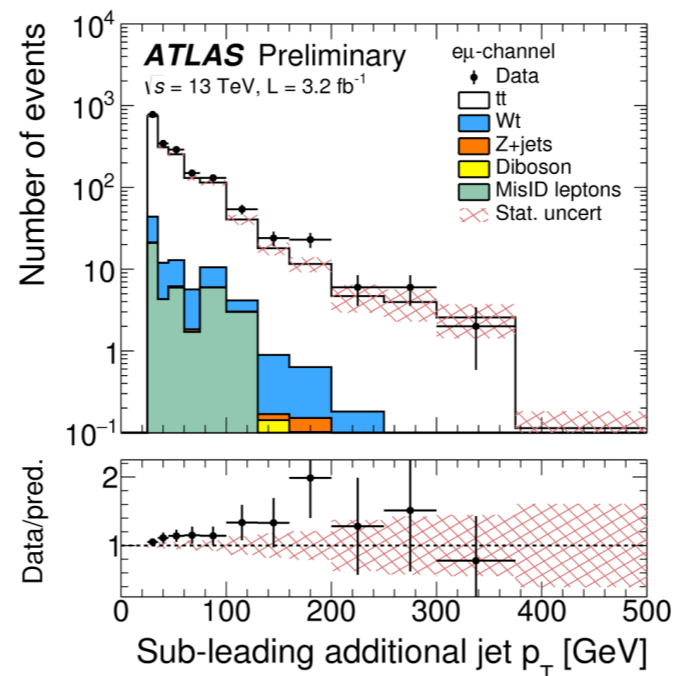 Number of events
10⁴
10³
10²
10
1
10⁻¹
ATLAS Preliminary
√s = 13 TeV, L = 3.2 fb⁻¹
eμ-channel
Data
tt
Wt
Z+jets
Diboson
MisID leptons
Stat. uncert
Data/pred.
2
1
0 100 200 300 400 500
Sub-leading additional jet p_T [GeV]